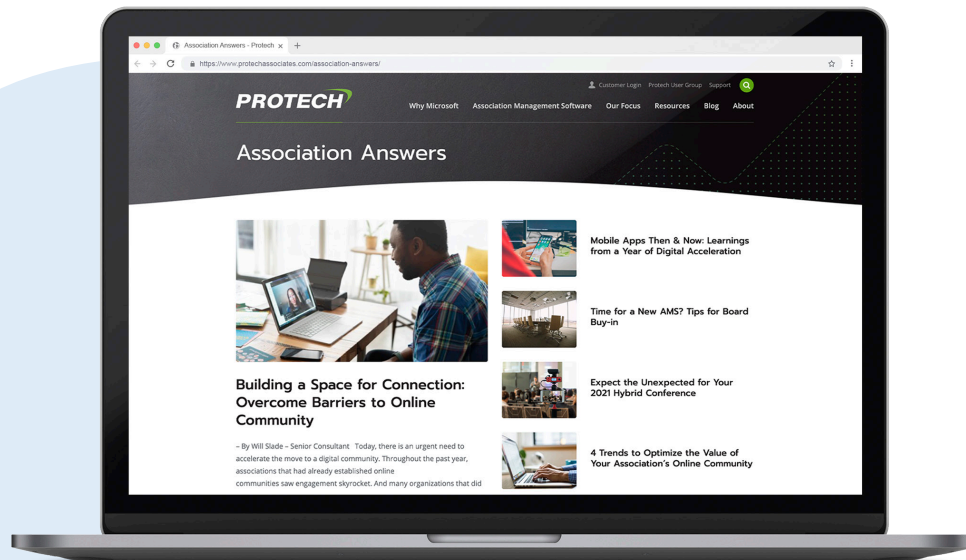 Association Answers - Protech
https://www.protechassociates.com/association-answers/
Customer Login Protech User Group Support
PROTECH
Why Microsoft Association Management Software Our Focus Resources Blog About
Association Answers
Building a Space for Connection:
Overcome Barriers to Online
Community
– By Will Slade – Senior Consultant Today, there is an urgent need to
accelerate the move to a digital community. Throughout the past year,
associations that had already established online
communities saw engagement skyrocket. And many organizations that did
Mobile Apps Then & Now: Learnings
from a Year of Digital Acceleration
Time for a New AMS? Tips for Board
Buy-in
Expect the Unexpected for Your
2021 Hybrid Conference
4 Trends to Optimize the Value of
Your Association's Online Community